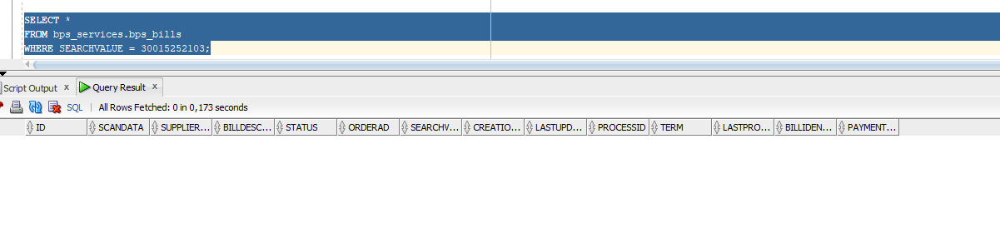 SELECT *
FROM bps_services.bps_bills
WHERE SEARCHVALUE = 30015252103;
Script Output x Query Result x
SQL | All Rows Fetched: 0 in 0,173 seconds
ID SCANDATA SUPPLIER... BILLDESC... STATUS ORDERAD SEARCHV... CREATIO... LASTUPD... PROCESSID TERM LASTPRO... BILLIDEN... PAYMENT...